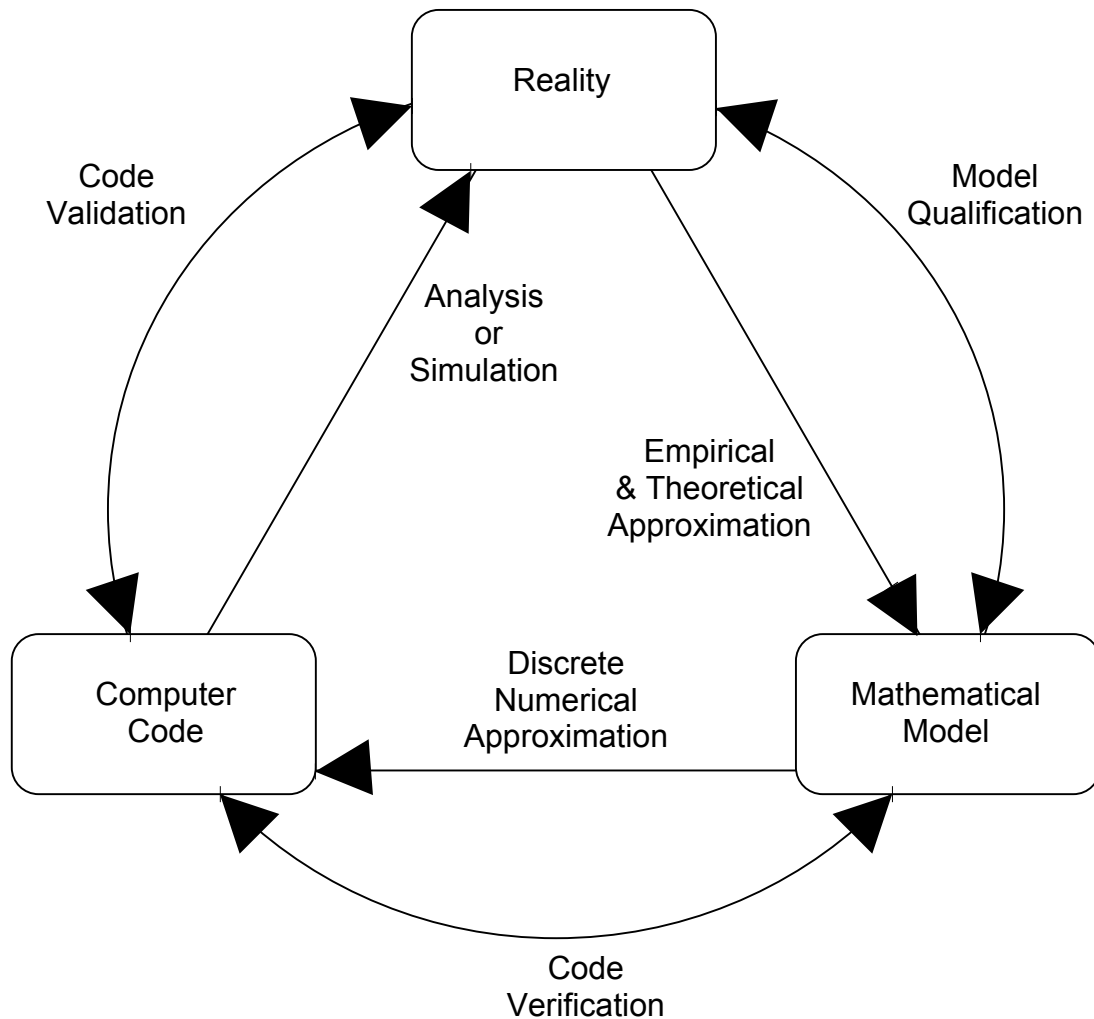 Reality
Code
Validation
Model
Qualification
Analysis
or
Simulation
Empirical
& Theoretical
Approximation
Discrete
Numerical
Approximation
Computer
Code
Mathematical
Model
Code
Verification